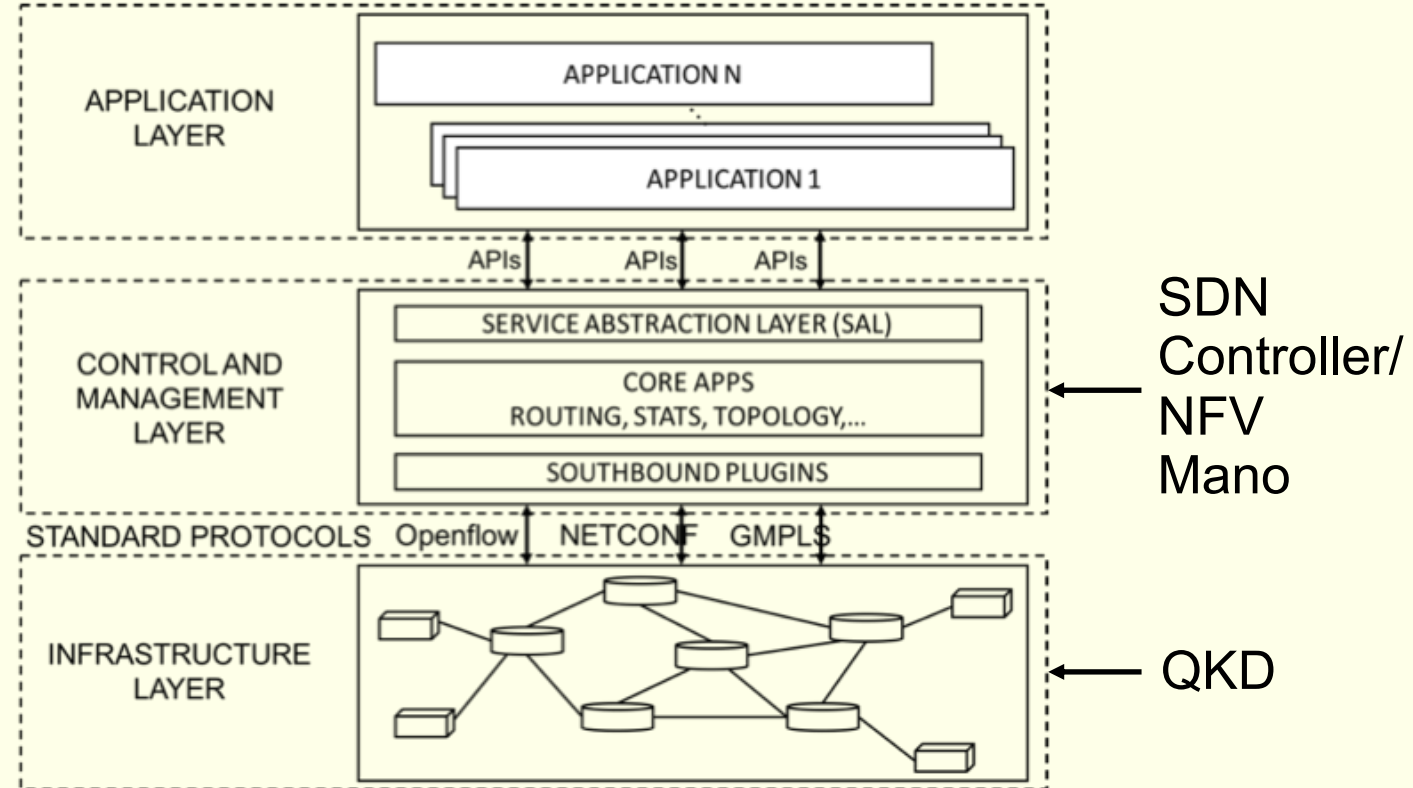 APPLICATION
LAYER
APPLICATION N
APPLICATION 1
APIs
APIs
APIs
CONTROL AND
MANAGEMENT
LAYER
SERVICE ABSTRACTION LAYER (SAL)
CORE APPS
ROUTING, STATS, TOPOLOGY,...
SOUTHBOUND PLUGINS
SDN
Controller/
NFV
Mano
STANDARD PROTOCOLS
Openflow
NETCONF
GMPLS
INFRASTRUCTURE
LAYER
QKD